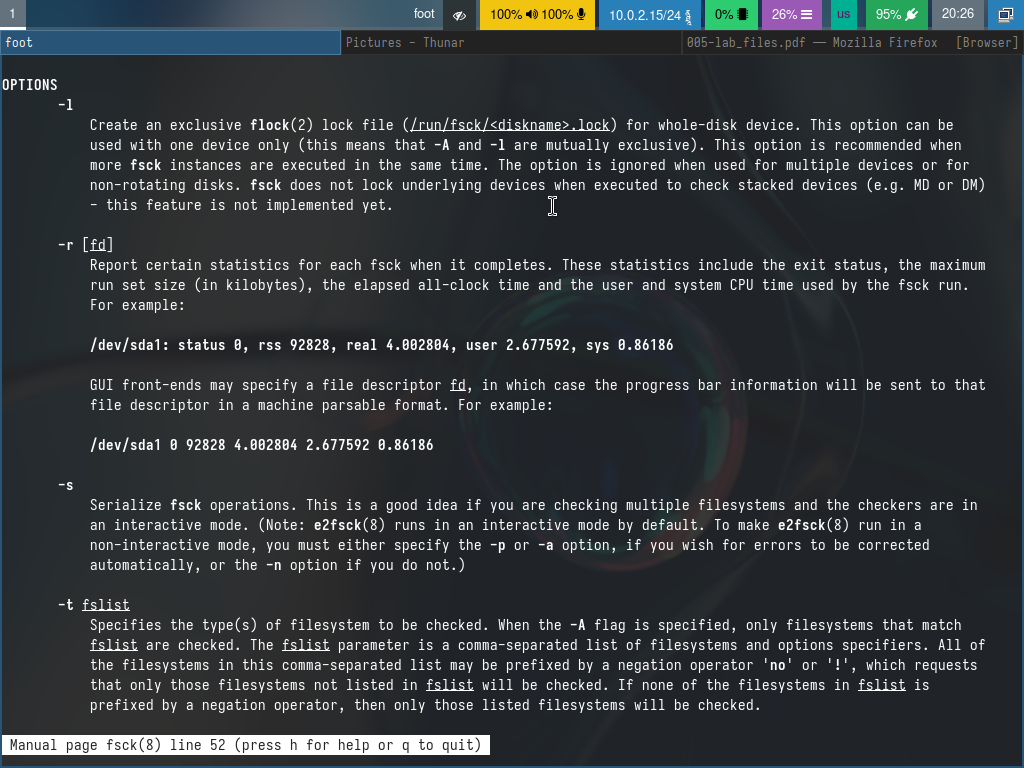 1
foot
100% 100%
10.0.2.15/24
0%
26%
us
95%
20:26
foot
Pictures - Thunar
005-lab_files.pdf — Mozilla Firefox [Browser]
OPTIONS
-l
Create an exclusive flock(2) lock file (/run/fsck/<diskname>.lock) for whole-disk device. This option can be
used with one device only (this means that -A and -l are mutually exclusive). This option is recommended when
more fsck instances are executed in the same time. The option is ignored when used for multiple devices or for
non-rotating disks. fsck does not lock underlying devices when executed to check stacked devices (e.g. MD or DM)
- this feature is not implemented yet.
-r [fd]
Report certain statistics for each fsck when it completes. These statistics include the exit status, the maximum
run set size (in kilobytes), the elapsed all-clock time and the user and system CPU time used by the fsck run.
For example:
/dev/sda1: status 0, rss 92828, real 4.002804, user 2.677592, sys 0.86186
GUI front-ends may specify a file descriptor fd, in which case the progress bar information will be sent to that
file descriptor in a machine parsable format. For example:
/dev/sda1 0 92828 4.002804 2.677592 0.86186
-s
Serialize fsck operations. This is a good idea if you are checking multiple filesystems and the checkers are in
an interactive mode. (Note: e2fsck(8) runs in an interactive mode by default. To make e2fsck(8) run in a
non-interactive mode, you must either specify the -p or -a option, if you wish for errors to be corrected
automatically, or the -n option if you do not.)
-t fslist
Specifies the type(s) of filesystem to be checked. When the -A flag is specified, only filesystems that match
fslist are checked. The fslist parameter is a comma-separated list of filesystems and options specifiers. All of
the filesystems in this comma-separated list may be prefixed by a negation operator 'no' or '!', which requests
that only those filesystems not listed in fslist will be checked. If none of the filesystems in fslist is
prefixed by a negation operator, then only those listed filesystems will be checked.
Manual page fsck(8) line 52 (press h for help or q to quit)